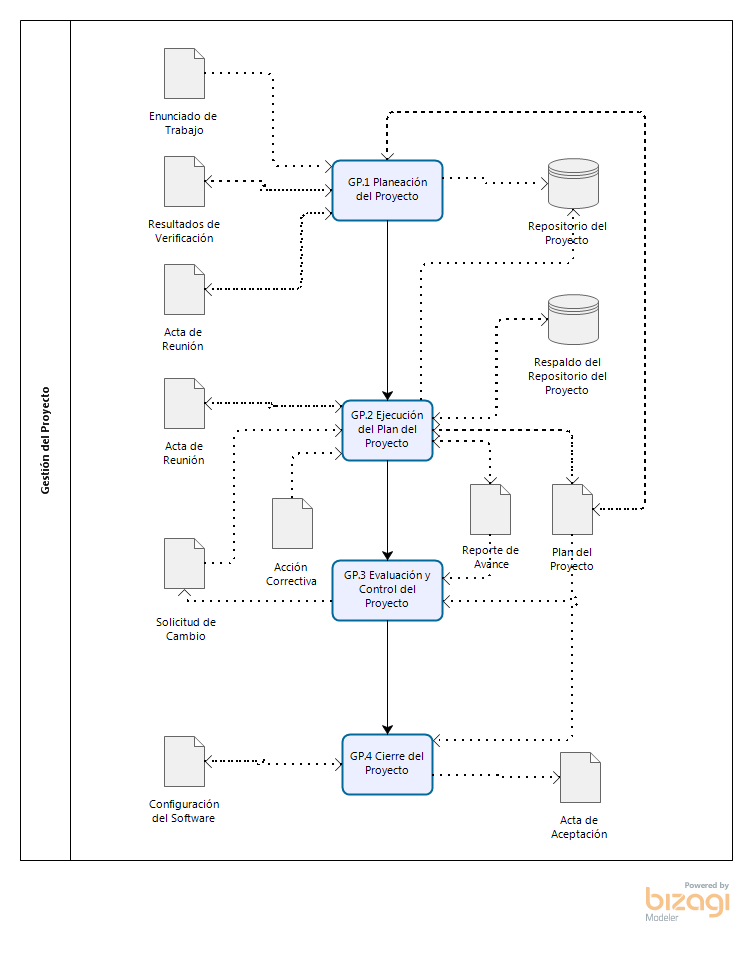 Gestión del Proyecto
Enunciado de
Trabajo
Resultados de
Verificación
Acta de
Reunión
GP.1 Planeación
del Proyecto
Repositorio del
Proyecto
Respaldo del
Repositorio del
Proyecto
Acta de
Reunión
GP.2 Ejecución
del Plan del
Proyecto
Acción
Correctiva
Reporte de
Avance
Plan del
Proyecto
Solicitud de
Cambio
GP.3 Evaluación y
Control del
Proyecto
Configuración
del Software
GP.4 Cierre del
Proyecto
Acta de
Aceptación
Powered by
bizagi
Modeler